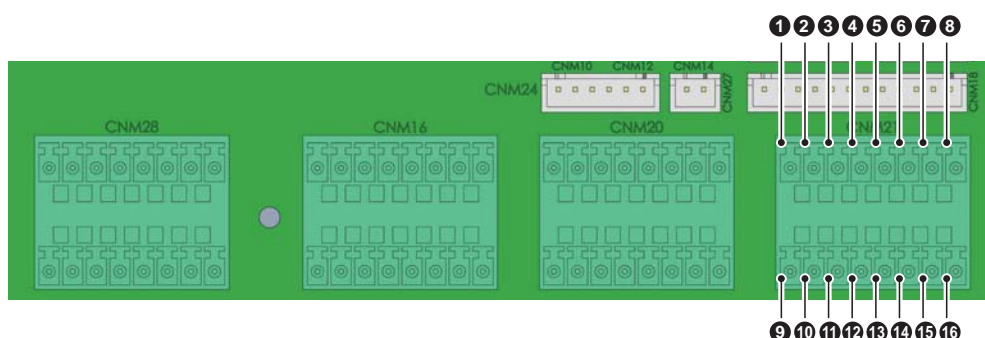 1 2 3 4 5 6 7 8
CNM10 CNM12 CNM14
CNM24 CNM27 CNM18
CNM28 CNM16 CNM20 CNM21
9 10 11 12 13 14 15 16